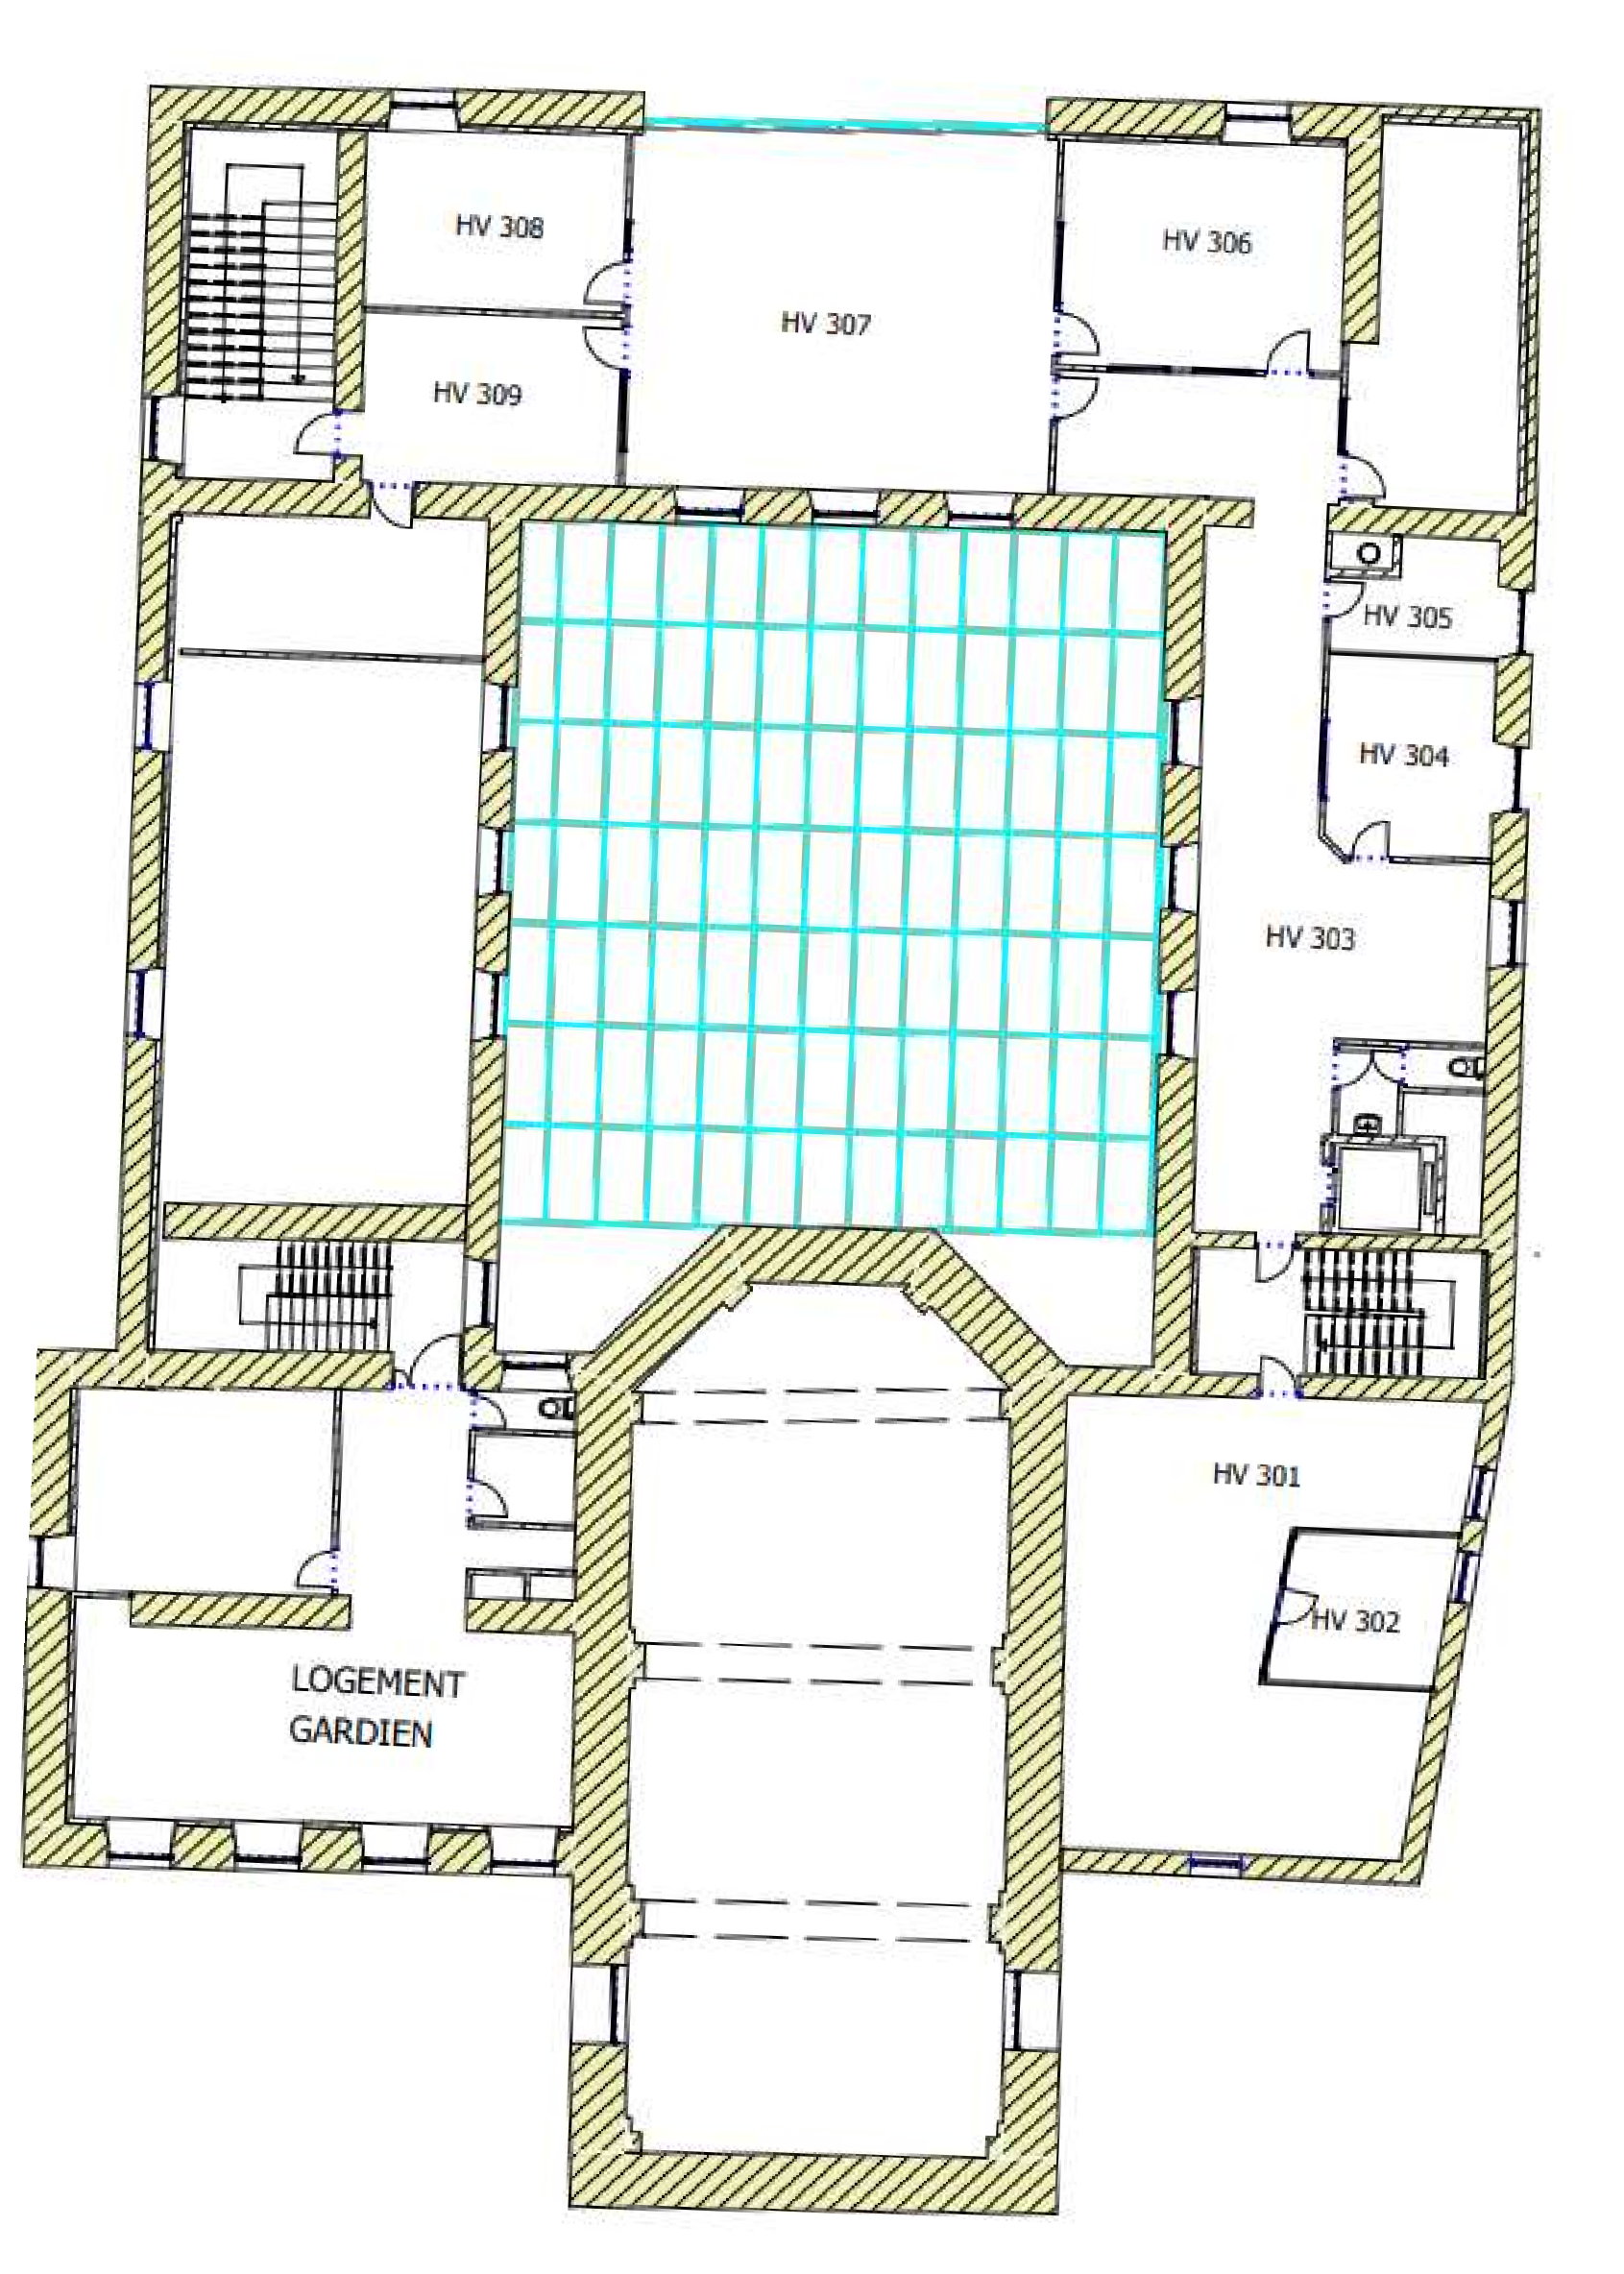 HV 308
HV 306
HV 307
HV 309
HV 305
HV 304
HV 303
HV 301
HV 302
LOGEMENT
GARDIEN